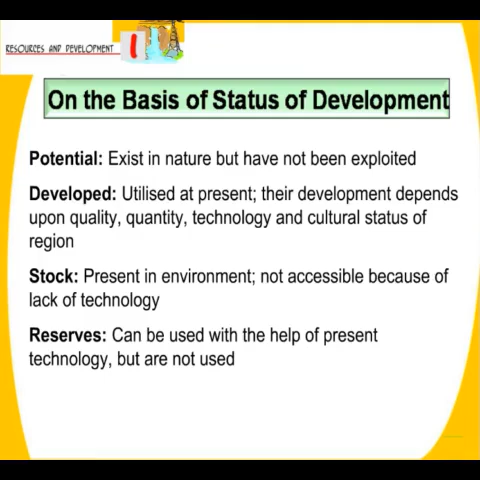 RESOURCES AND DEVELOPMENT 1
On the Basis of Status of Development
Potential: Exist in nature but have not been exploited
Developed: Utilised at present; their development depends
upon quality, quantity, technology and cultural status of
region
Stock: Present in environment; not accessible because of
lack of technology
Reserves: Can be used with the help of present
technology, but are not used